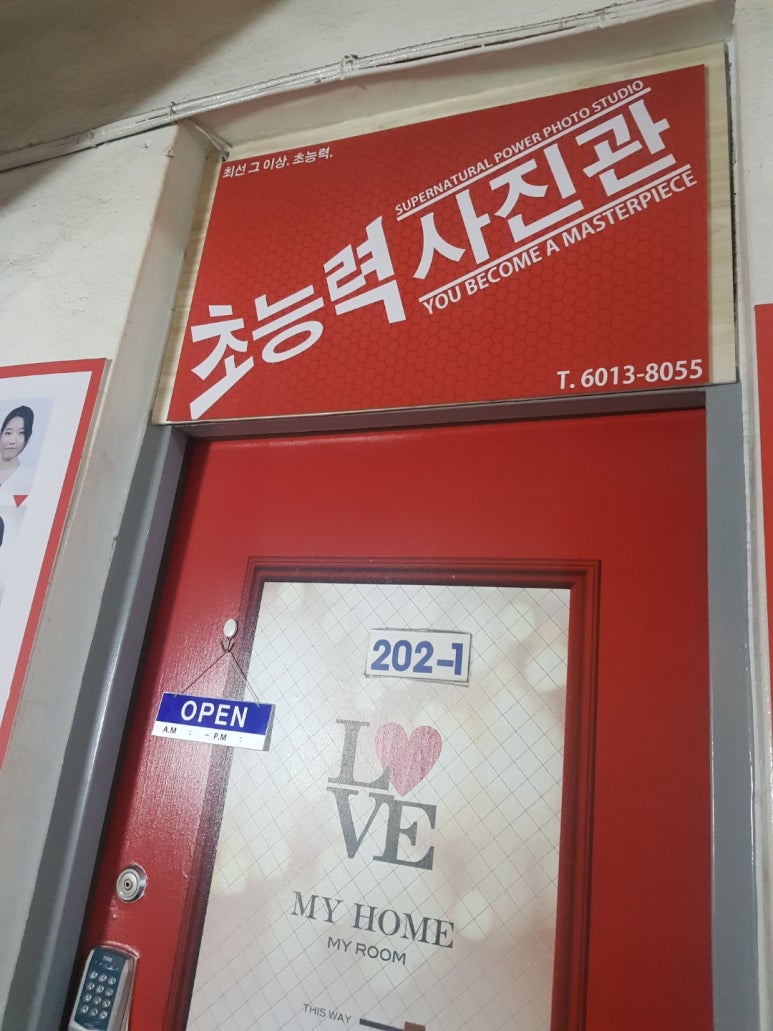 최선 그 이상. 초능력.
SUPERNATURAL POWER PHOTO STUDIO
초능력 사진관
YOU BECOME A MASTERPIECE
T. 6013-8055
202-1
OPEN
A.M : ~ P.M :
LOVE
MY HOME
MY ROOM
THIS WAY